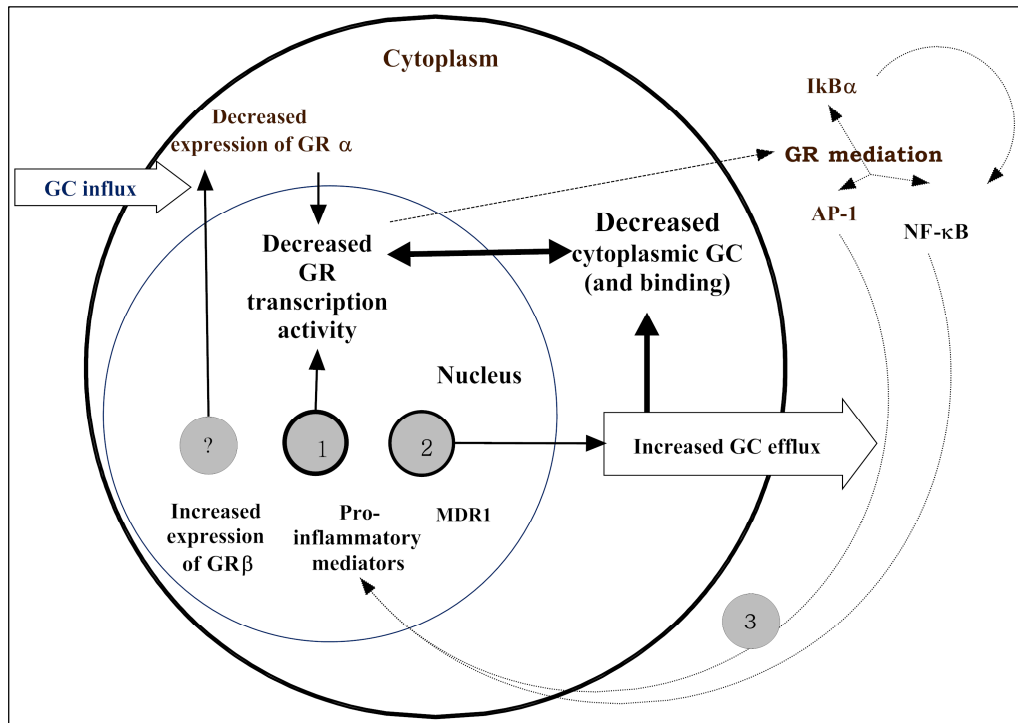 Cytoplasm
IkBα
Decreased
expression of GR α
GR mediation
GC influx
AP-1
NF-κB
Decreased
cytoplasmic GC
(and binding)
Decreased
GR
transcription
activity
Nucleus
?
1
2
Increased GC efflux
Increased
expression
of GRβ
Pro-
inflammatory
mediators
MDR1
3